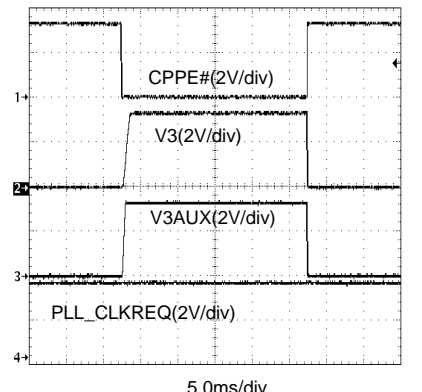 CPPE#(2V/div)
1
V3(2V/div)
2
V3AUX(2V/div)
3
PLL_CLKREQ(2V/div)
4
5.0ms/div